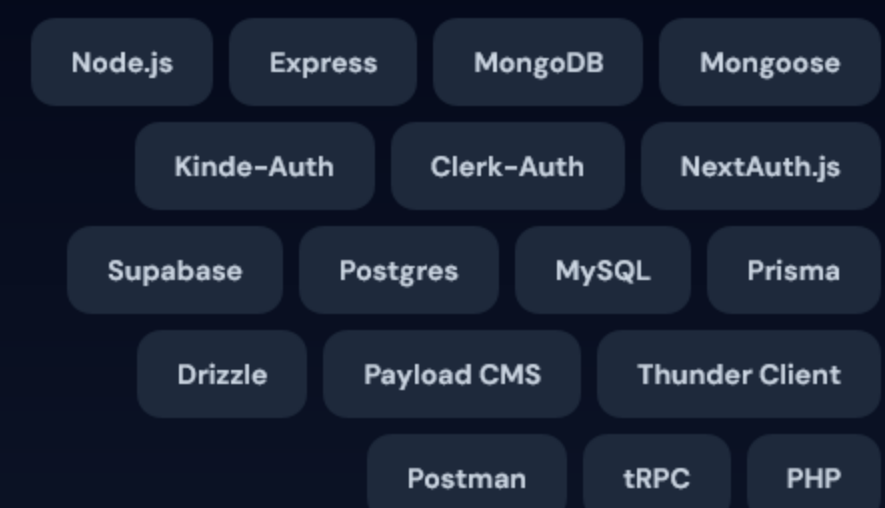 Node.js Express MongoDB Mongoose
Kinde-Auth Clerk-Auth NextAuth.js
Supabase Postgres MySQL Prisma
Drizzle Payload CMS Thunder Client
Postman tRPC PHP